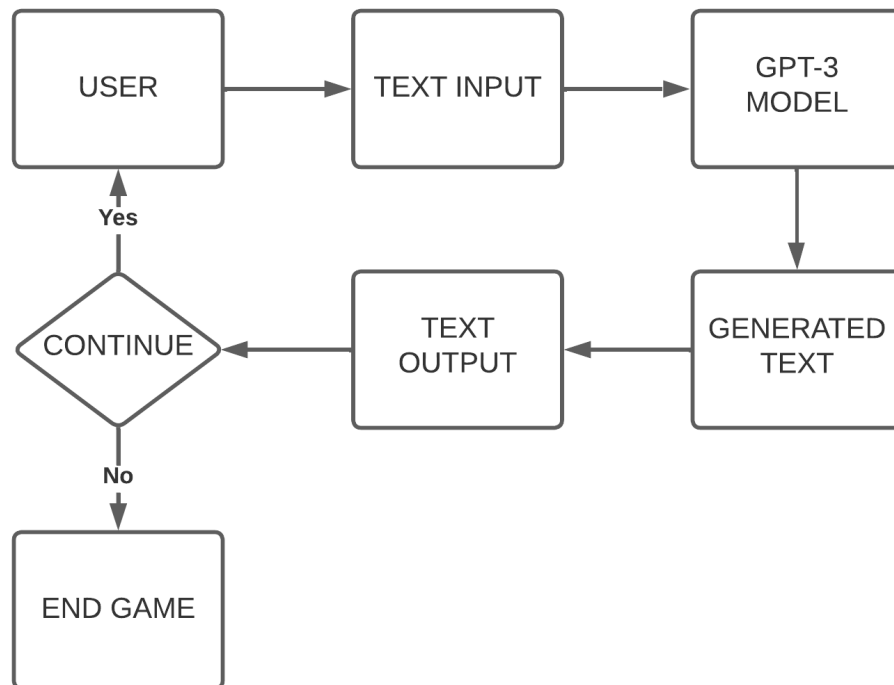 USER
TEXT INPUT
GPT-3
MODEL
Yes
CONTINUE
TEXT
OUTPUT
GENERATED
TEXT
No
END GAME